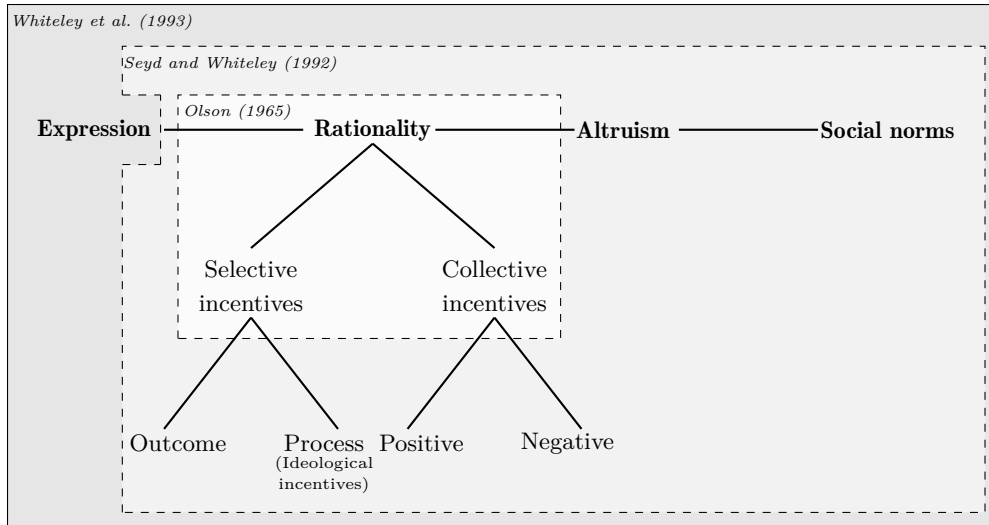 Whiteley et al. (1993)
Seyd and Whiteley (1992)
Olson (1965)
Expression Rationality Altruism Social norms
Selective
incentives
Collective
incentives
Outcome Process Positive Negative
(Ideological
incentives)